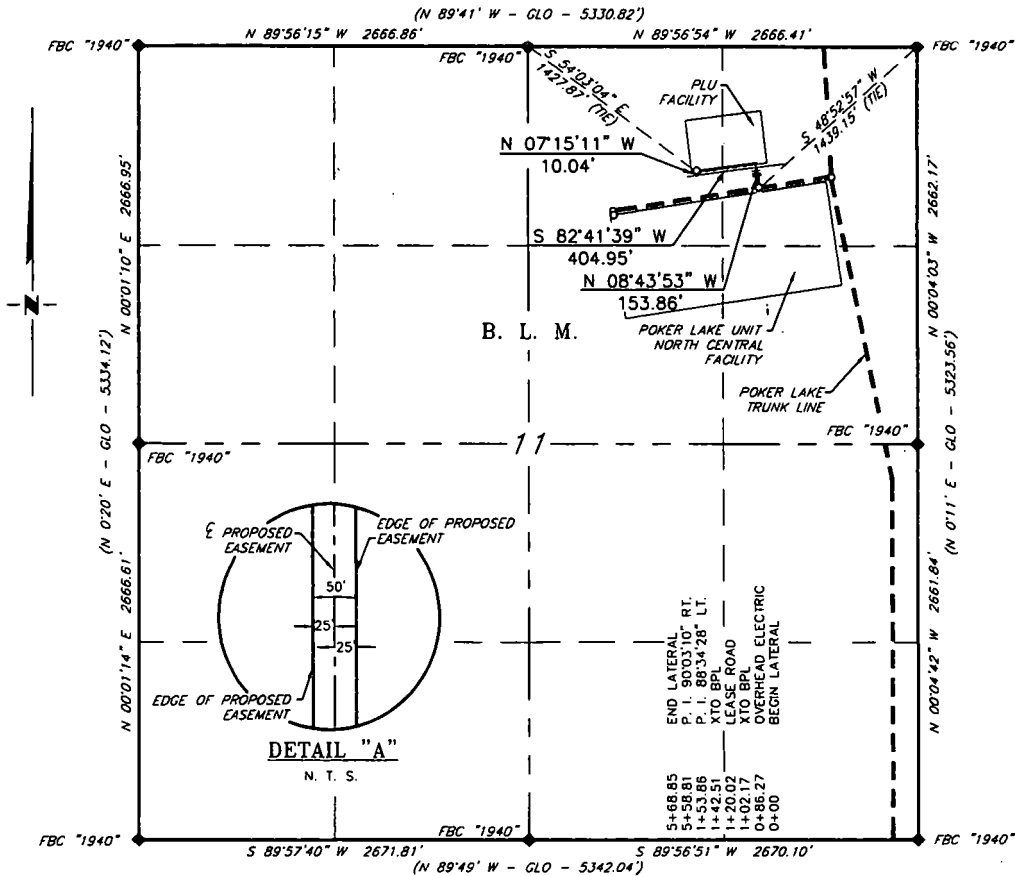 (N 89°41' W - GLO - 5330.82')
N 89°56'15" W 2666.86'
N 89°56'54" W 2666.41'
FBC "1940"
FBC "1940"
FBC "1940"
S 54°03'04" E
1427.87' (TIE)
PLU
FACILITY
S 48°52'57" W
1439.15' (TIE)
N 07°15'11" W
10.04'
N 00°01'10" E 2666.95'
N 00°04'03" W 2662.17'
S 82°41'39" W
404.95'
N 08°43'53" W
153.86'
-N-
B. L. M.
POKER LAKE UNIT
NORTH CENTRAL
FACILITY
POKER LAKE
TRUNK LINE
(N 0°20' E - GLO - 5334.12')
(N 0°11' E - GLO - 5323.56')
FBC "1940"
11
FBC "1940"
℄ PROPOSED
EASEMENT
EDGE OF PROPOSED
EASEMENT
50'
25'
25'
EDGE OF PROPOSED
EASEMENT
DETAIL "A"
N. T. S.
N 00°01'14" E 2666.61'
N 00°04'42" W 2661.84'
5+68.85 END LATERAL
5+58.81 P. I. 90°03'10" RT.
1+53.86 P. I. 88°34'28" LT.
1+42.51 XTO BPL
1+20.02 LEASE ROAD
1+02.17 XTO BPL
0+86.27 OVERHEAD ELECTRIC
0+00 BEGIN LATERAL
FBC "1940"
FBC "1940"
FBC "1940"
S 89°57'40" W 2671.81'
S 89°56'51" W 2670.10'
(N 89°49' W - GLO - 5342.04')